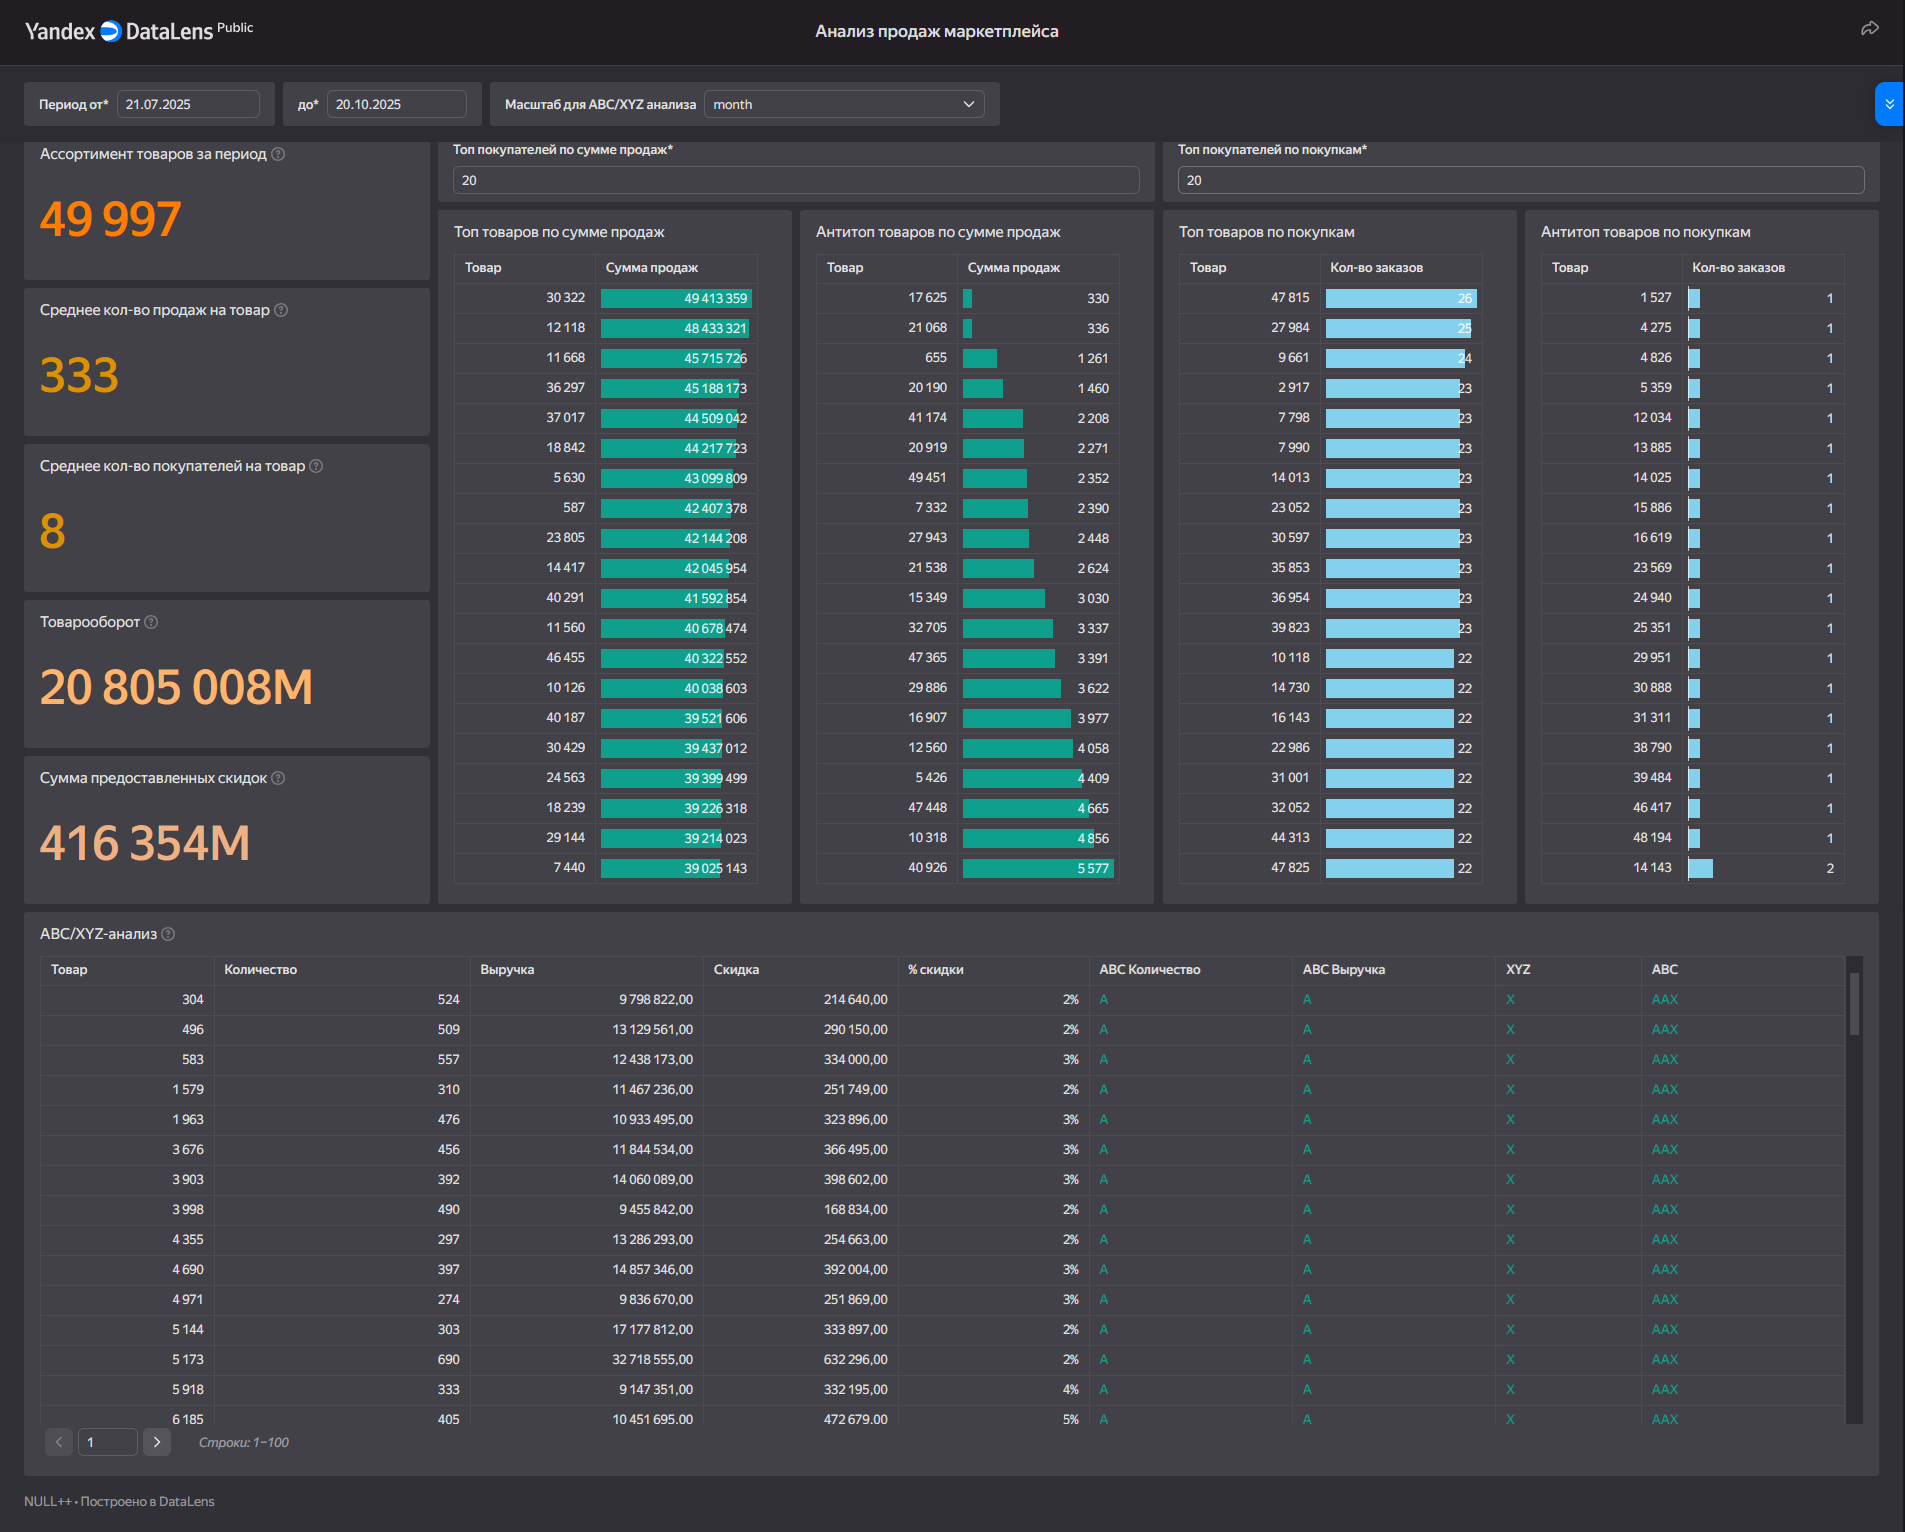 Yandex DataLens Public
Анализ продаж маркетплейса
Период от* 21.07.2025 до* 20.10.2025 Масштаб для ABC/XYZ анализа month
Ассортимент товаров за период
49 997
Среднее кол-во продаж на товар
333
Среднее кол-во покупателей на товар
8
Товарооборот
20 805 008M
Сумма предоставленных скидок
416 354M
Топ покупателей по сумме продаж*
20
Топ покупателей по покупкам*
20
Топ товаров по сумме продаж
Товар Сумма продаж
30 322 49 413 359
12 118 48 433 321
11 668 45 715 726
36 297 45 188 173
37 017 44 509 042
18 842 44 217 723
5 630 43 099 809
587 42 407 378
23 805 42 144 208
14 417 42 045 954
40 291 41 592 854
11 560 40 678 474
46 455 40 322 552
10 126 40 038 603
40 187 39 521 606
30 429 39 437 012
24 563 39 399 499
18 239 39 226 318
29 144 39 214 023
7 440 39 025 143
Антитоп товаров по сумме продаж
Товар Сумма продаж
17 625 330
21 068 336
655 1 261
20 190 1 460
41 174 2 208
20 919 2 271
49 451 2 352
7 332 2 390
27 943 2 448
21 538 2 624
15 349 3 030
32 705 3 337
47 365 3 391
29 886 3 622
16 907 3 977
12 560 4 058
5 426 4 409
47 448 4 665
10 318 4 856
40 926 5 577
Топ товаров по покупкам
Товар Кол-во заказов
47 815 26
27 984 25
9 661 24
2 917 23
7 798 23
7 990 23
14 013 23
23 052 23
30 597 23
35 853 23
36 954 23
39 823 23
10 118 22
14 730 22
16 143 22
22 986 22
31 001 22
32 052 22
44 313 22
47 825 22
Антитоп товаров по покупкам
Товар Кол-во заказов
1 527 1
4 275 1
4 826 1
5 359 1
12 034 1
13 885 1
14 025 1
15 886 1
16 619 1
23 569 1
24 940 1
25 351 1
29 951 1
30 888 1
31 311 1
38 790 1
39 484 1
46 417 1
48 194 1
14 143 2
ABC/XYZ-анализ
Товар Количество Выручка Скидка % скидки ABC Количество ABC Выручка XYZ ABC
304 524 9 798 822,00 214 640,00 2% A A X AAX
496 509 13 129 561,00 290 150,00 2% A A X AAX
583 557 12 438 173,00 334 000,00 3% A A X AAX
1 579 310 11 467 236,00 251 749,00 2% A A X AAX
1 963 476 10 933 495,00 323 896,00 3% A A X AAX
3 676 456 11 844 534,00 366 495,00 3% A A X AAX
3 903 392 14 060 089,00 398 602,00 3% A A X AAX
3 998 490 9 455 842,00 168 834,00 2% A A X AAX
4 355 297 13 286 293,00 254 663,00 2% A A X AAX
4 690 397 14 857 346,00 392 004,00 3% A A X AAX
4 971 274 9 836 670,00 251 869,00 3% A A X AAX
5 144 303 17 177 812,00 333 897,00 2% A A X AAX
5 173 690 32 718 555,00 632 296,00 2% A A X AAX
5 918 333 9 147 351,00 332 195,00 4% A A X AAX
6 185 405 10 451 695,00 472 679,00 5% A A X AAX
1 Строки: 1–100
NULL++ • Построено в DataLens